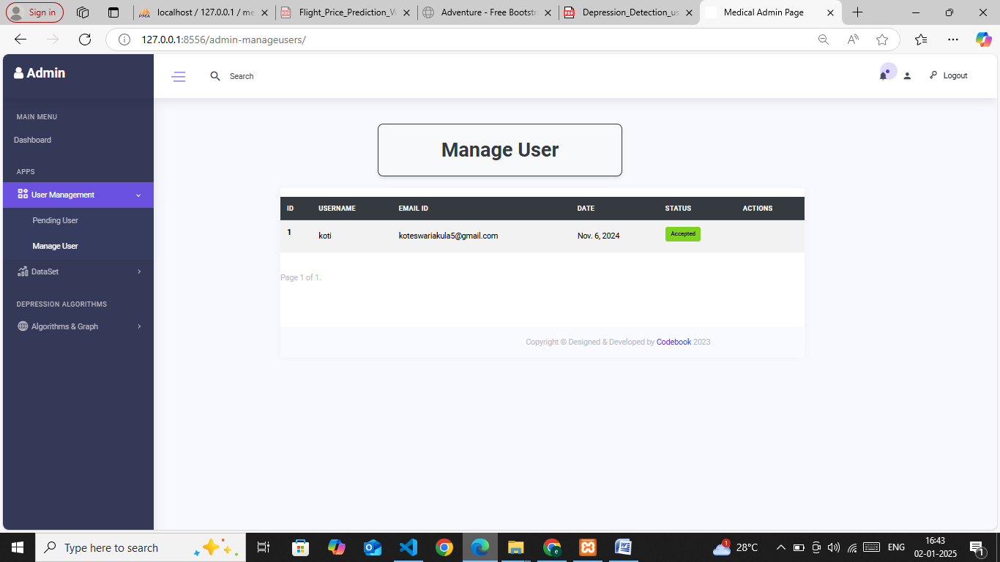 Sign in
localhost / 127.0.0.1 / me
Flight_Price_Prediction_W
Adventure - Free Bootstr
Depression_Detection_us
Medical Admin Page
127.0.0.1:8556/admin-manageusers/
Admin
Search
Logout
MAIN MENU
Dashboard
APPS
User Management
Pending User
Manage User
DataSet
DEPRESSION ALGORITHMS
Algorithms & Graph
Manage User
ID USERNAME EMAIL ID DATE STATUS ACTIONS
1 koti koteswariakula5@gmail.com Nov. 6, 2024 Accepted
Page 1 of 1.
Copyright © Designed & Developed by Codebook 2023
Type here to search
1
28°C
ENG
16:43
02-01-2025
1